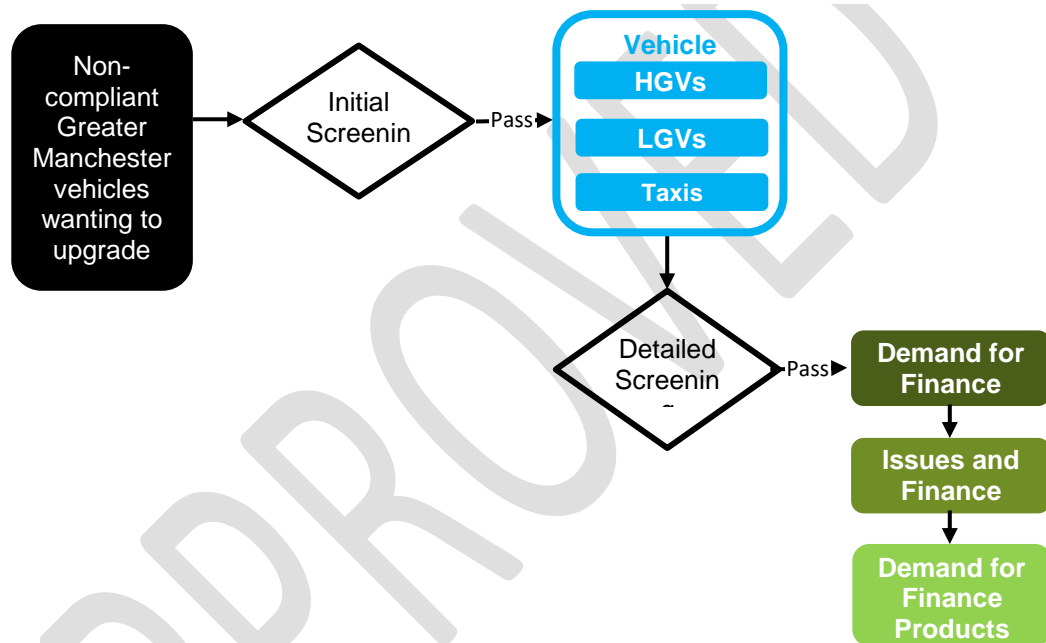 Non-
compliant
Greater
Manchester
vehicles
wanting to
upgrade
Initial
Screenin
Pass
Vehicle
HGVs
LGVs
Taxis
Detailed
Screenin
Pass
Demand for
Finance
Issues and
Finance
Demand for
Finance
Products
PPROVED